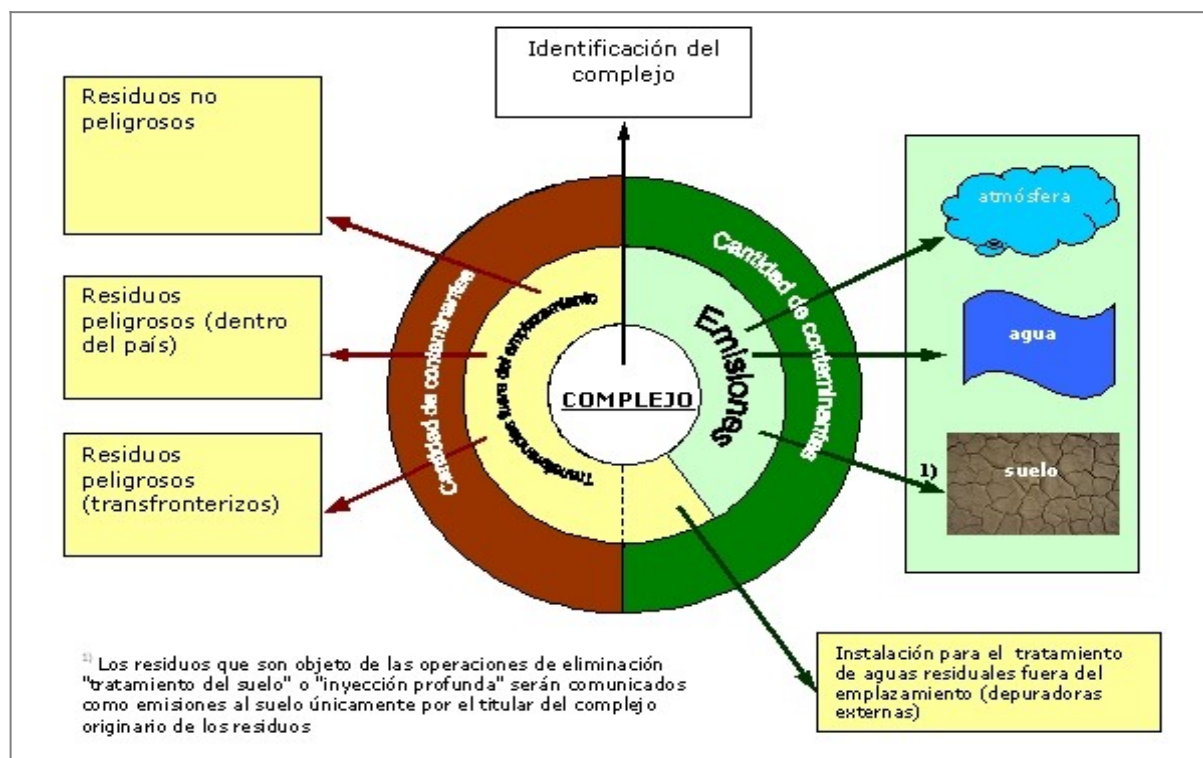 Identificación del
complejo
Residuos no
peligrosos
Residuos
peligrosos (dentro
del país)
Residuos
peligrosos
(transfronterizos)
Cantidad de contaminantes
Transferencias fuera del emplazamiento
COMPLEJO
Emisiones
Cantidad de contaminantes
atmósfera
agua
1)
suelo
Instalación para el tratamiento
de aguas residuales fuera del
emplazamiento (depuradoras
externas)
1) Los residuos que son objeto de las operaciones de eliminación
"tratamiento del suelo" o "inyección profunda" serán comunicados
como emisiones al suelo únicamente por el titular del complejo
originario de los residuos